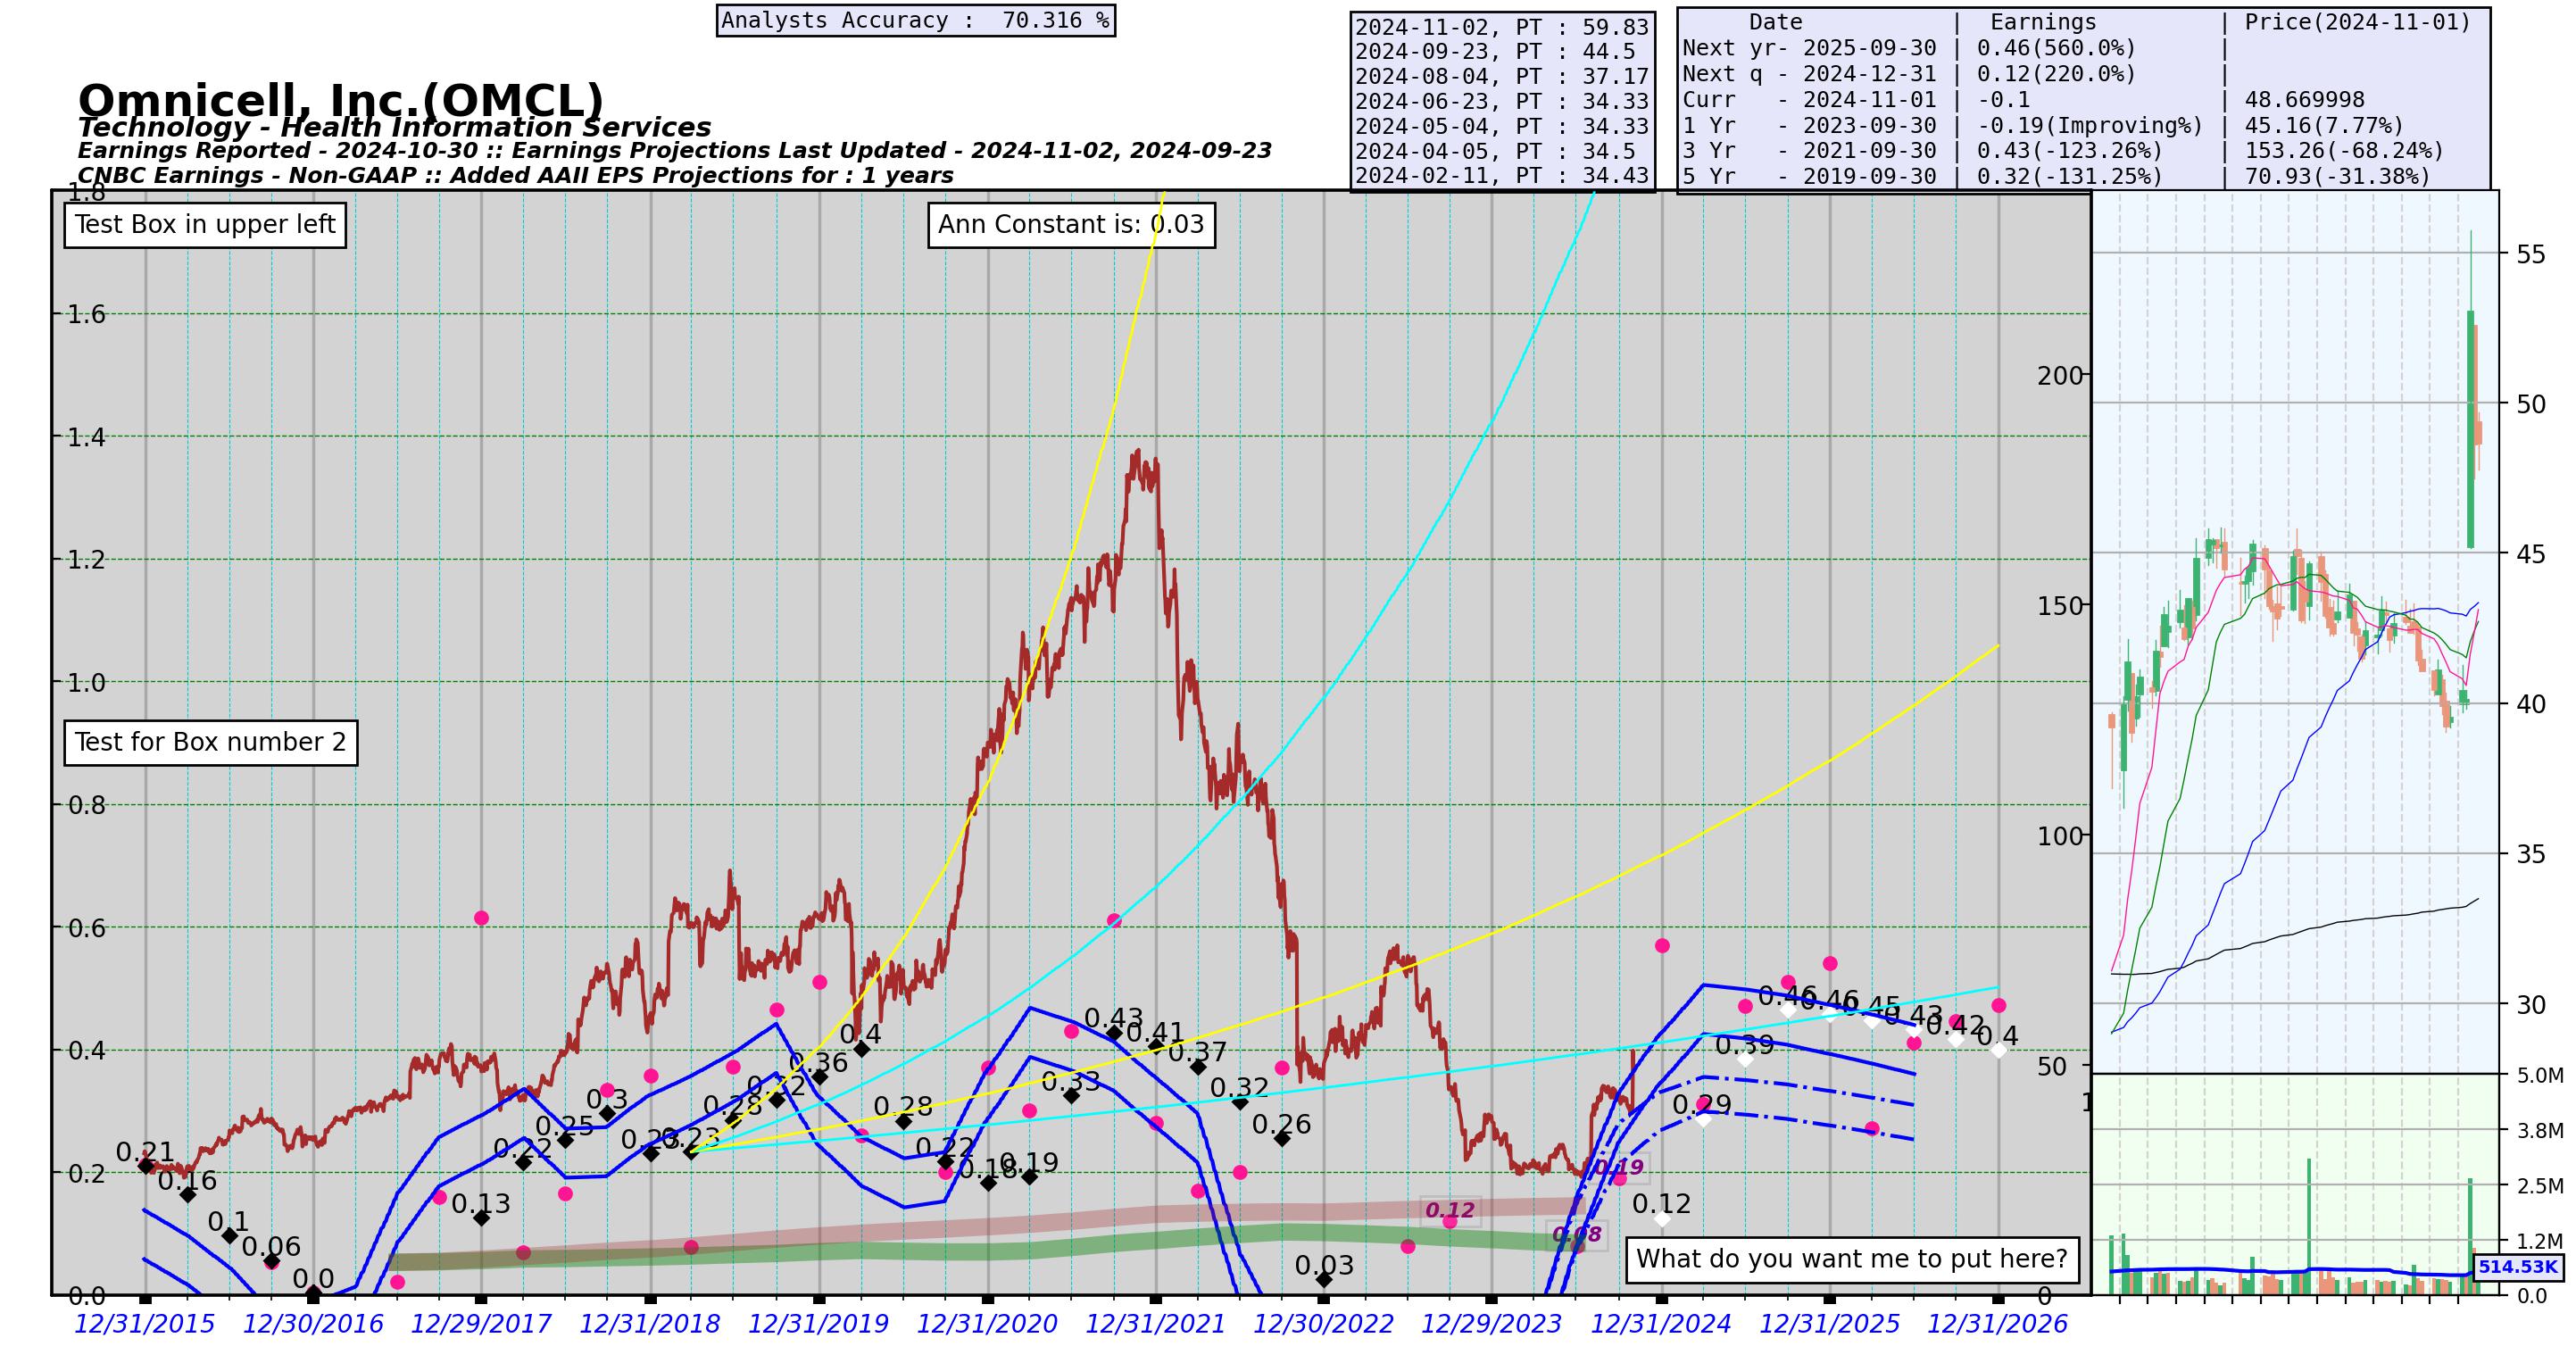 Analysts Accuracy :  70.316 %
2024-11-02, PT : 59.83
2024-09-23, PT : 44.5
2024-08-04, PT : 37.17
2024-06-23, PT : 34.33
2024-05-04, PT : 34.33
2024-04-05, PT : 34.5
2024-02-11, PT : 34.43
Date | Earnings | Price(2024-11-01)
Next yr- 2025-09-30 | 0.46(560.0%) |
Next q - 2024-12-31 | 0.12(220.0%) |
Curr - 2024-11-01 | -0.1 | 48.669998
1 Yr - 2023-09-30 | -0.19(Improving%) | 45.16(7.77%)
3 Yr - 2021-09-30 | 0.43(-123.26%) | 153.26(-68.24%)
5 Yr - 2019-09-30 | 0.32(-131.25%) | 70.93(-31.38%)
Omnicell, Inc.(OMCL)
Technology - Health Information Services
Earnings Reported - 2024-10-30 :: Earnings Projections Last Updated - 2024-11-02, 2024-09-23
CNBC Earnings - Non-GAAP :: Added AAII EPS Projections for : 1 years
Test Box in upper left
Ann Constant is: 0.03
Test for Box number 2
What do you want me to put here?
1.8
1.6
1.4
1.2
1.0
0.8
0.6
0.4
0.2
0.0
0.21
0.16
0.1
0.06
0.0
0.13
0.22
0.25
0.3
0.23
0.23
0.28
0.32
0.36
0.4
0.28
0.22
0.18
0.19
0.33
0.43
0.41
0.37
0.32
0.26
0.03
0.12
0.08
0.19
0.12
0.29
0.39
0.46
0.46
0.45
0.43
0.42
0.4
200
150
100
50
0
1
55
50
45
40
35
30
5.0M
3.8M
2.5M
1.2M
514.53K
0.0
12/31/2015
12/30/2016
12/29/2017
12/31/2018
12/31/2019
12/31/2020
12/31/2021
12/30/2022
12/29/2023
12/31/2024
12/31/2025
12/31/2026